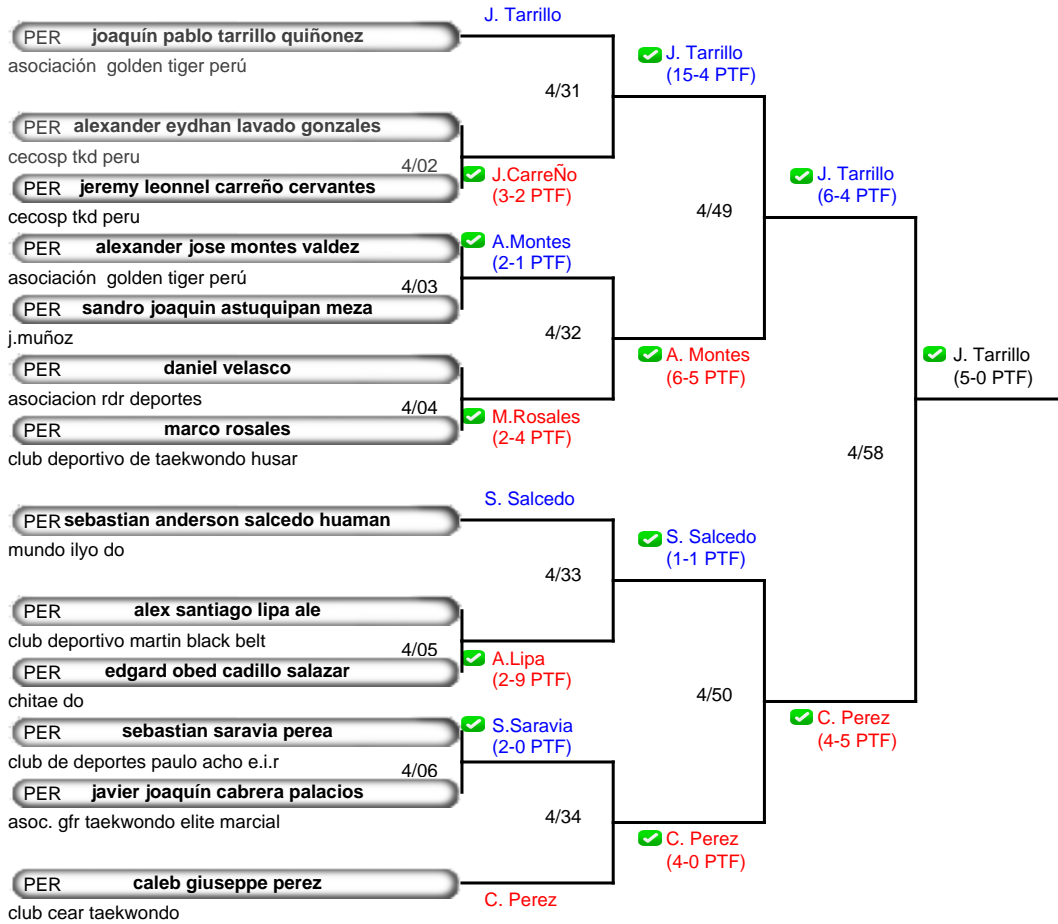 J. Tarrillo
PER joaquín pablo tarrillo quiñonez
asociación golden tiger perú
J. Tarrillo
(15-4 PTF)
4/31
PER alexander eydhan lavado gonzales
cecosp tkd peru
4/02
J.CarreÑo
(3-2 PTF)
PER jeremy leonnel carreño cervantes
cecosp tkd peru
J. Tarrillo
(6-4 PTF)
4/49
PER alexander jose montes valdez
A.Montes
(2-1 PTF)
asociación golden tiger perú
4/03
PER sandro joaquin astuquipan meza
j.muñoz
4/32
A. Montes
(6-5 PTF)
J. Tarrillo
(5-0 PTF)
PER daniel velasco
asociacion rdr deportes
4/04
M.Rosales
(2-4 PTF)
PER marco rosales
club deportivo de taekwondo husar
4/58
S. Salcedo
PER sebastian anderson salcedo huaman
mundo ilyo do
S. Salcedo
(1-1 PTF)
4/33
PER alex santiago lipa ale
club deportivo martin black belt
4/05
A.Lipa
(2-9 PTF)
PER edgard obed cadillo salazar
chitae do
4/50
C. Perez
(4-5 PTF)
PER sebastian saravia perea
S.Saravia
(2-0 PTF)
club de deportes paulo acho e.i.r
4/06
PER javier joaquín cabrera palacios
asoc. gfr taekwondo elite marcial
4/34
C. Perez
(4-0 PTF)
PER caleb giuseppe perez
C. Perez
club cear taekwondo